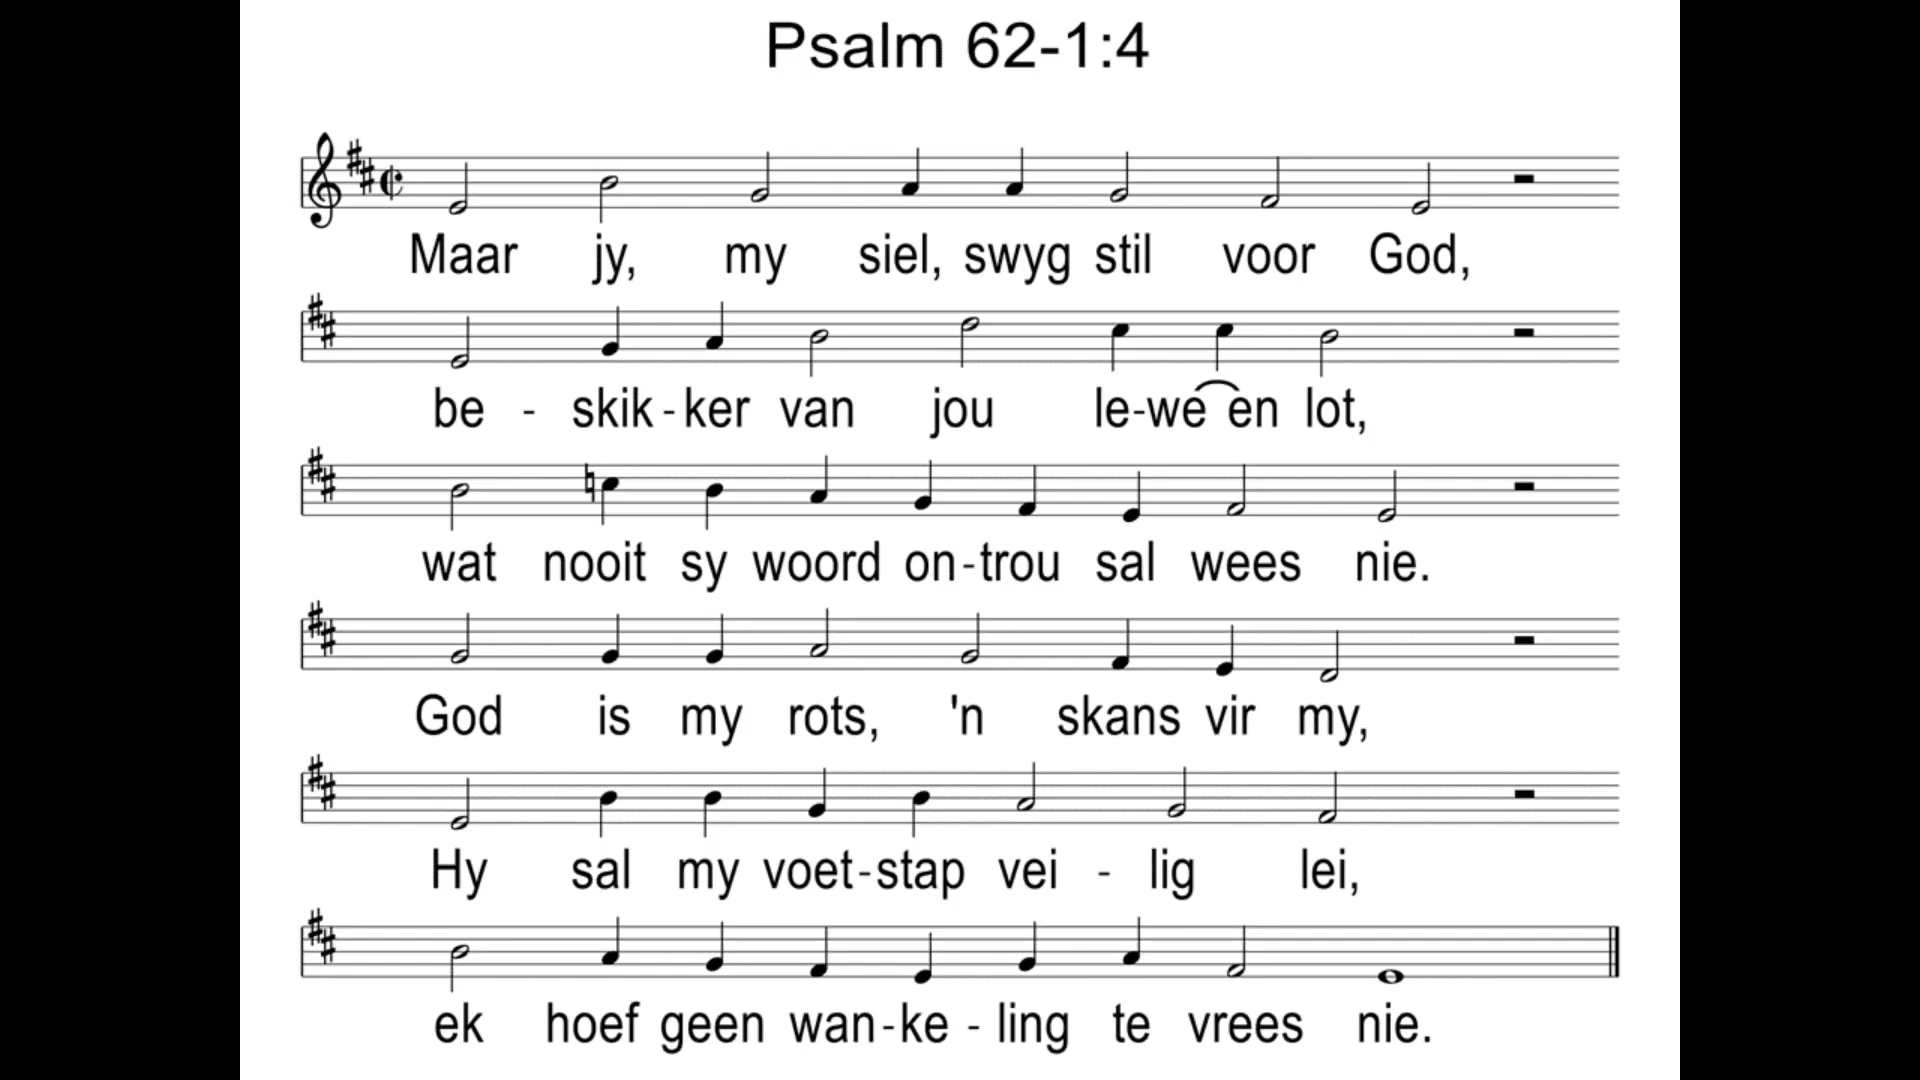 Psalm 62-1:4
Maar jy, my siel, swyg stil voor God,
be - skik - ker van jou le-we en lot,
wat nooit sy woord on-trou sal wees nie.
God is my rots, 'n skans vir my,
Hy sal my voet-stap vei - lig lei,
ek hoef geen wan-ke - ling te vrees nie.